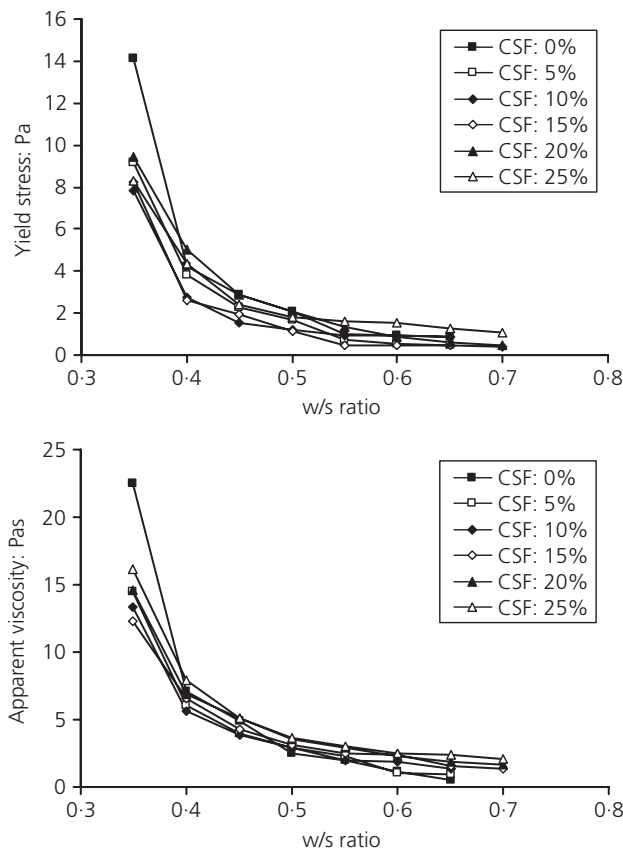 16
14
12
10
8
6
4
2
0
Yield stress: Pa
CSF: 0%
CSF: 5%
CSF: 10%
CSF: 15%
CSF: 20%
CSF: 25%
0·3 0·4 0·5 0·6 0·7 0·8
w/s ratio
25
20
15
10
5
0
Apparent viscosity: Pas
CSF: 0%
CSF: 5%
CSF: 10%
CSF: 15%
CSF: 20%
CSF: 25%
0·3 0·4 0·5 0·6 0·7 0·8
w/s ratio